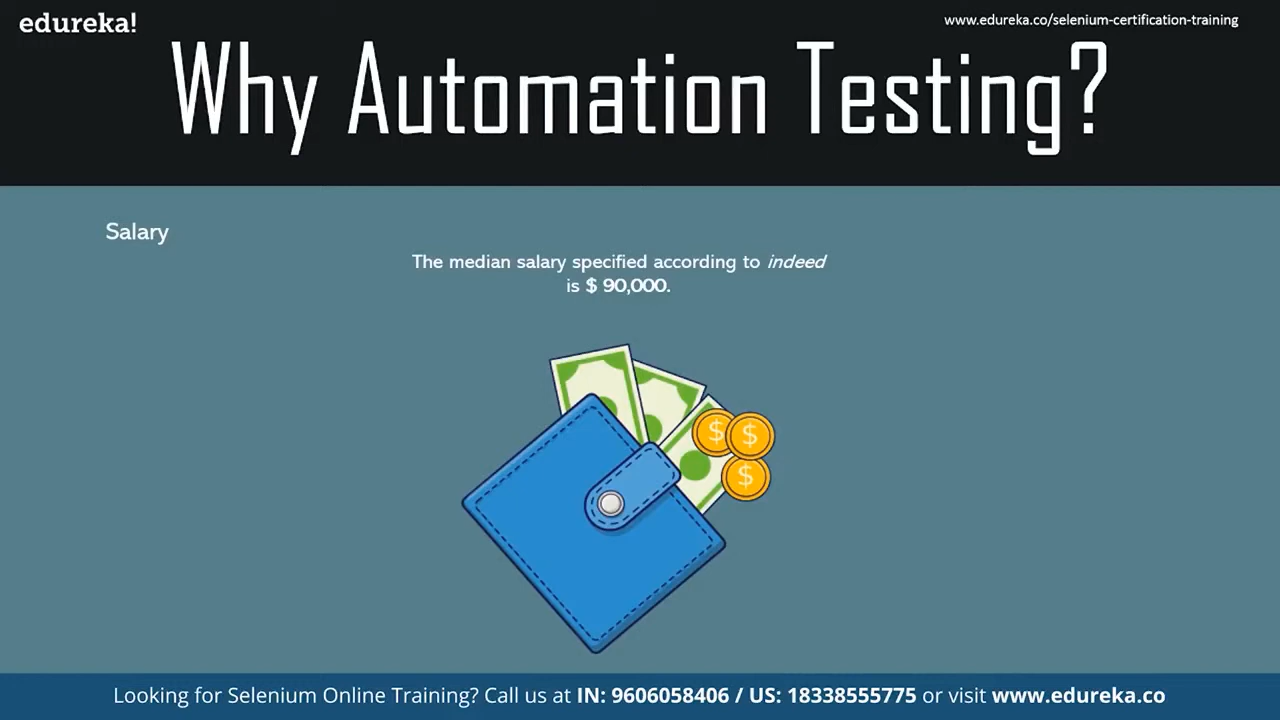 edureka!
www.edureka.co/selenium-certification-training
Why Automation Testing?
Salary
The median salary specified according to indeed
is $ 90,000.
$ $
$
Looking for Selenium Online Training? Call us at IN: 9606058406 / US: 18338555775 or visit www.edureka.co